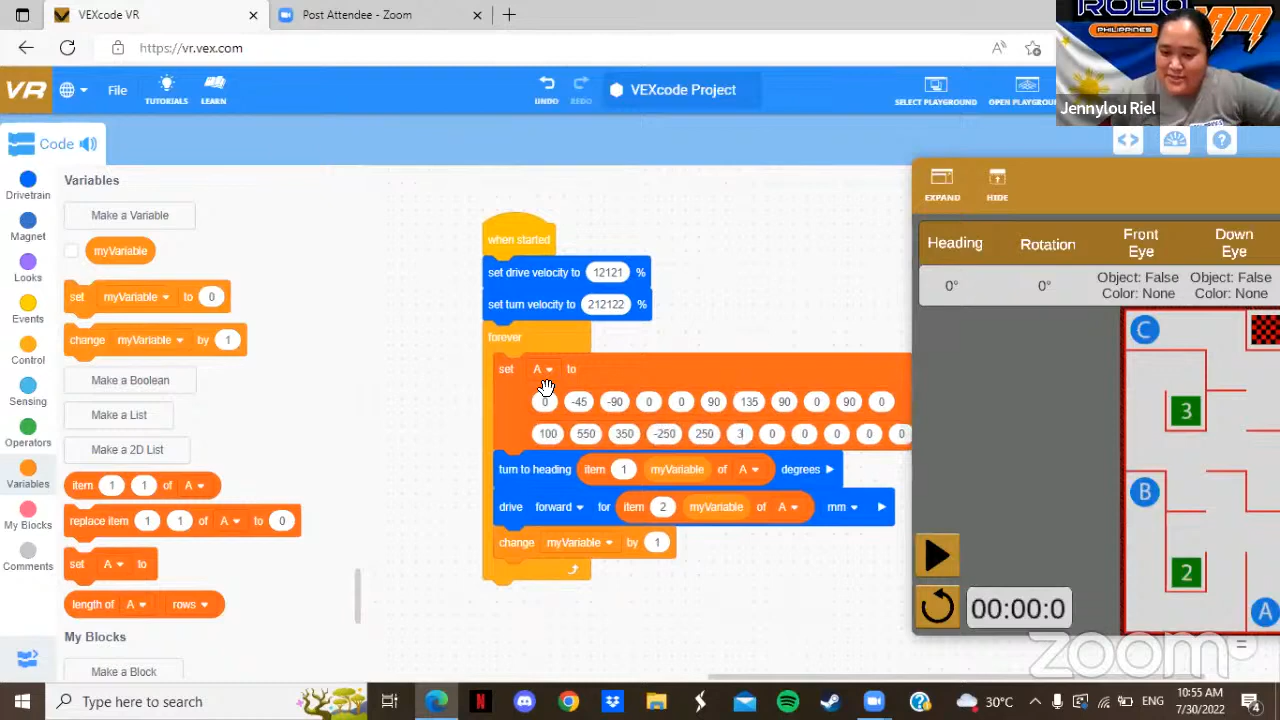 VEXcode VR
Post Attendee - Zoom
https://vr.vex.com
ROBO
PHILIPPINES
Jennylou Riel
VR
File
TUTORIALS
LEARN
UNDO
REDO
VEXcode Project
SELECT PLAYGROUND
OPEN PLAYGROU
Code
Drivetrain
Magnet
Looks
Events
Control
Sensing
Operators
Variables
My Blocks
Comments
Variables
Make a Variable
myVariable
set myVariable to 0
change myVariable by 1
Make a Boolean
Make a List
Make a 2D List
item 1 1 of A
replace item 1 1 of A to 0
set A to
length of A rows
My Blocks
Make a Block
when started
set drive velocity to 12121 %
set turn velocity to 212122 %
forever
set A to
0 -45 -90 0 0 90 135 90 0 90 0
100 550 350 -250 250 3 0 0 0 0 0
turn to heading item 1 myVariable of A degrees
drive forward for item 2 myVariable of A mm
change myVariable by 1
EXPAND
HIDE
Heading Rotation Front Eye Down Eye
0° 0° Object: False Color: None Object: False Color: None
C
3
B
2
A
00:00:0
zoom
Type here to search
30°C
ENG
10:55 AM
7/30/2022
4